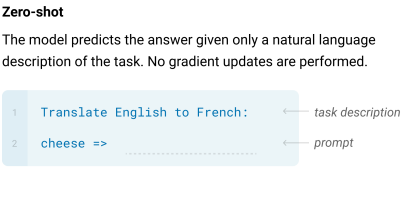 Zero-shot
The model predicts the answer given only a natural language
description of the task. No gradient updates are performed.
1 Translate English to French: task description
2 cheese => prompt